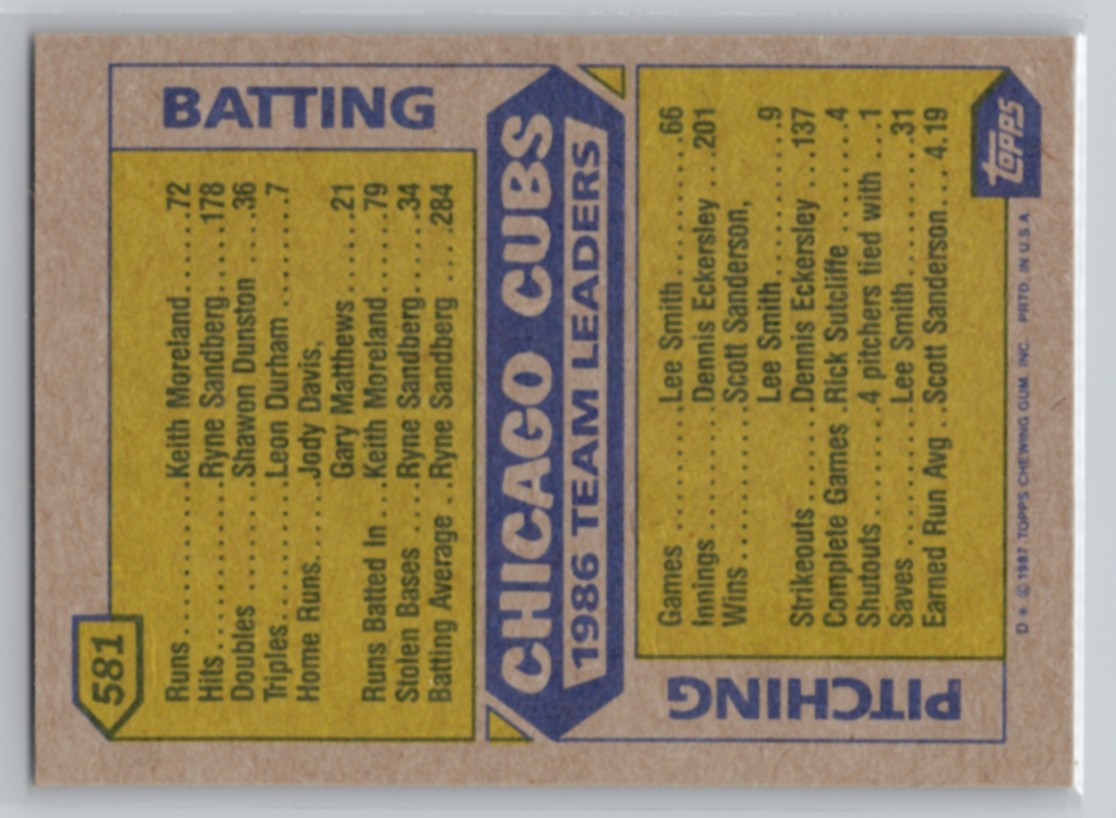 581
BATTING
Runs..............Keith Moreland........72
Hits..............Ryne Sandberg.......178
Doubles ..........Shawon Dunston ....36
Triples............Leon Durham ..........7
Home Runs.......Jody Davis,
Gary Matthews .......21
Runs Batted In ..Keith Moreland.......79
Stolen Bases ....Ryne Sandberg.......34
Batting Average ..Ryne Sandberg .... .284
CHICAGO CUBS
1986 TEAM LEADERS
PITCHING
Games ............Lee Smith............66
Innings............Dennis Eckersley ...201
Wins..............Scott Sanderson,
Lee Smith.............9
Strikeouts ........Dennis Eckersley ...137
Complete Games .Rick Sutcliffe .........4
Shutouts..........4 pitchers tied with ...1
Saves.............Lee Smith............31
Earned Run Avg ..Scott Sanderson....4.19
D * © 1987 TOPPS CHEWING GUM, INC. PRTD. IN U.S.A.
topps